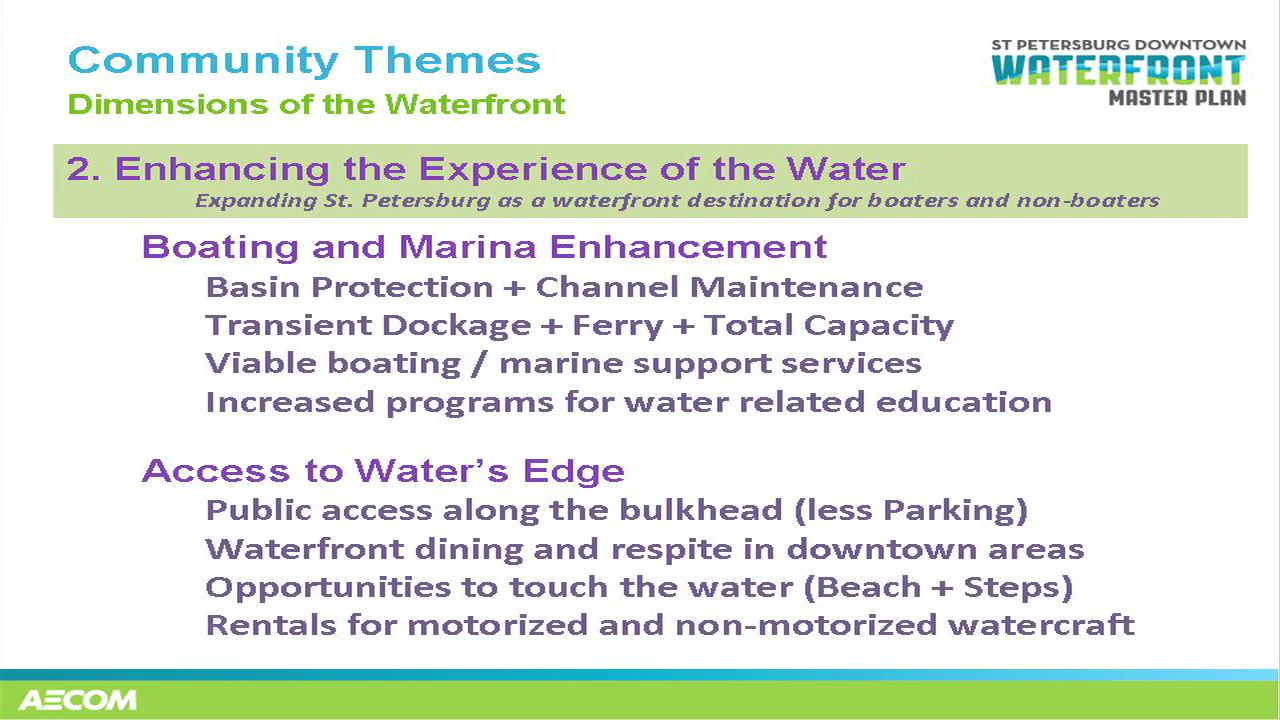 Community Themes
Dimensions of the Waterfront
ST PETERSBURG DOWNTOWN
WATERFRONT
MASTER PLAN
2. Enhancing the Experience of the Water
Expanding St. Petersburg as a waterfront destination for boaters and non-boaters
Boating and Marina Enhancement
Basin Protection + Channel Maintenance
Transient Dockage + Ferry + Total Capacity
Viable boating / marine support services
Increased programs for water related education
Access to Water’s Edge
Public access along the bulkhead (less Parking)
Waterfront dining and respite in downtown areas
Opportunities to touch the water (Beach + Steps)
Rentals for motorized and non-motorized watercraft
AECOM